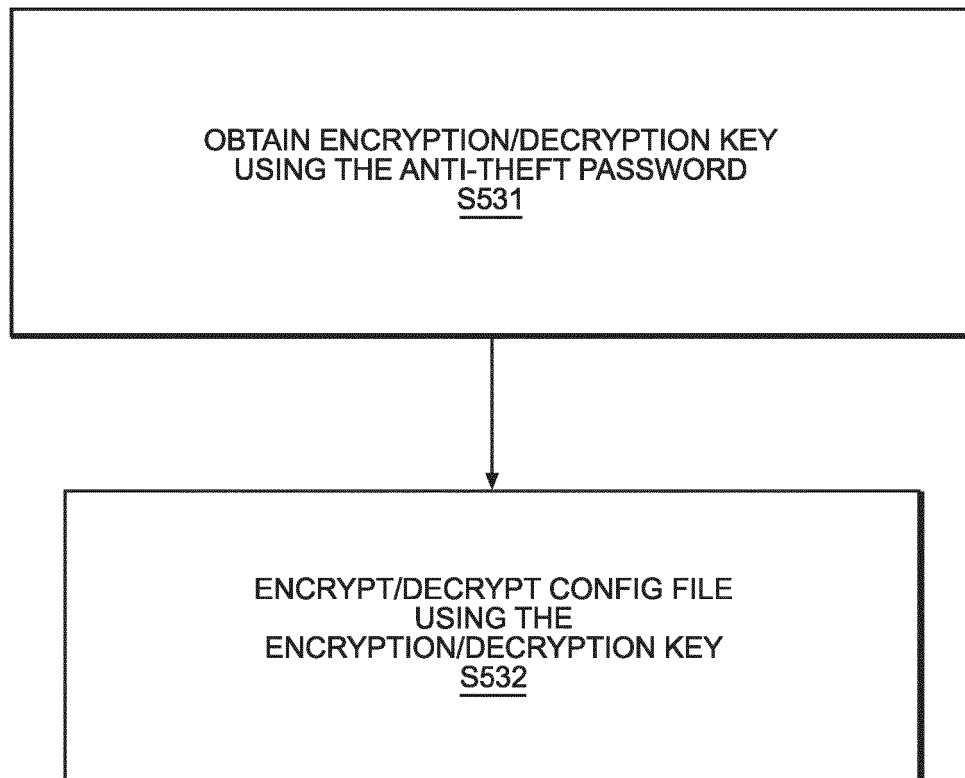 OBTAIN ENCRYPTION/DECRYPTION KEY
USING THE ANTI-THEFT PASSWORD
S531
ENCRYPT/DECRYPT CONFIG FILE
USING THE
ENCRYPTION/DECRYPTION KEY
S532